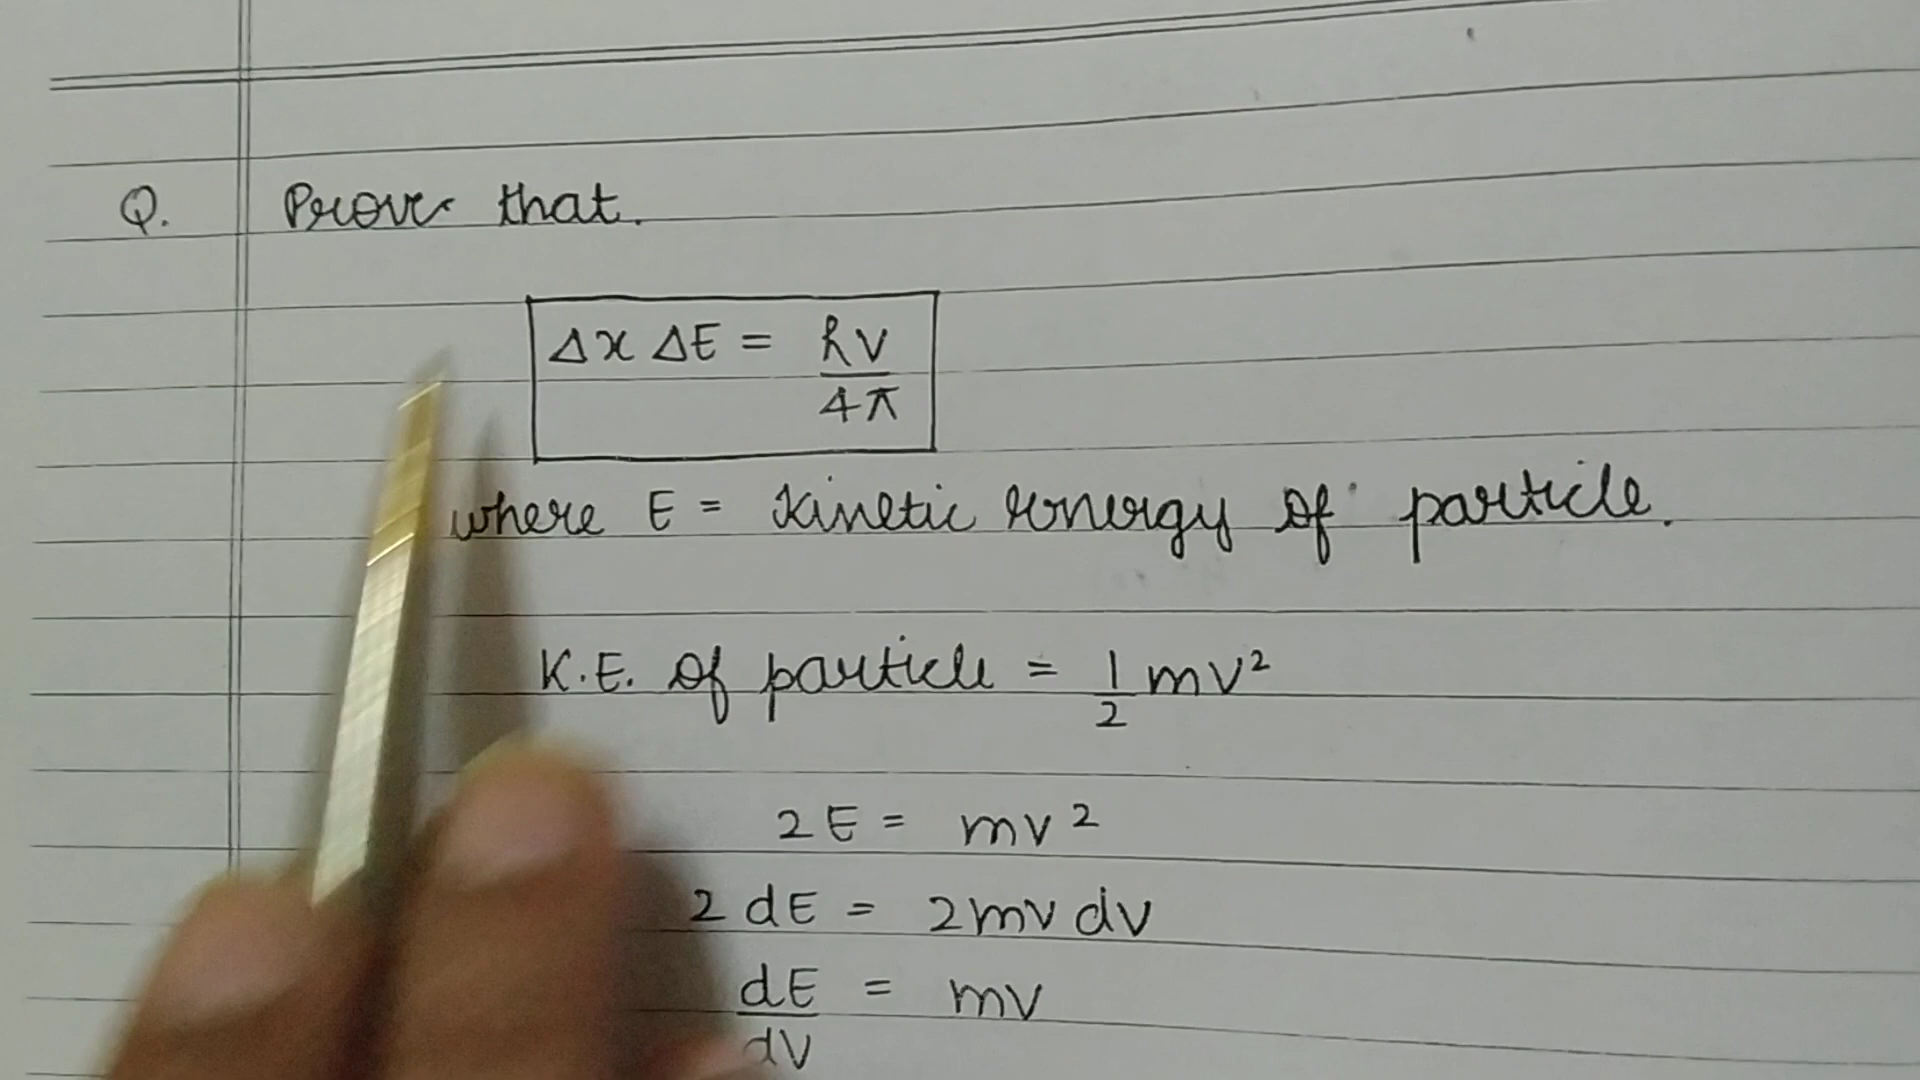 Q. Prove that.
Δx ΔE = hv
4π
where E = Kinetic energy of particle.
K.E. of particle = 1/2 mv²
2E = mv²
2 dE = 2mv dv
dE = mv
dv